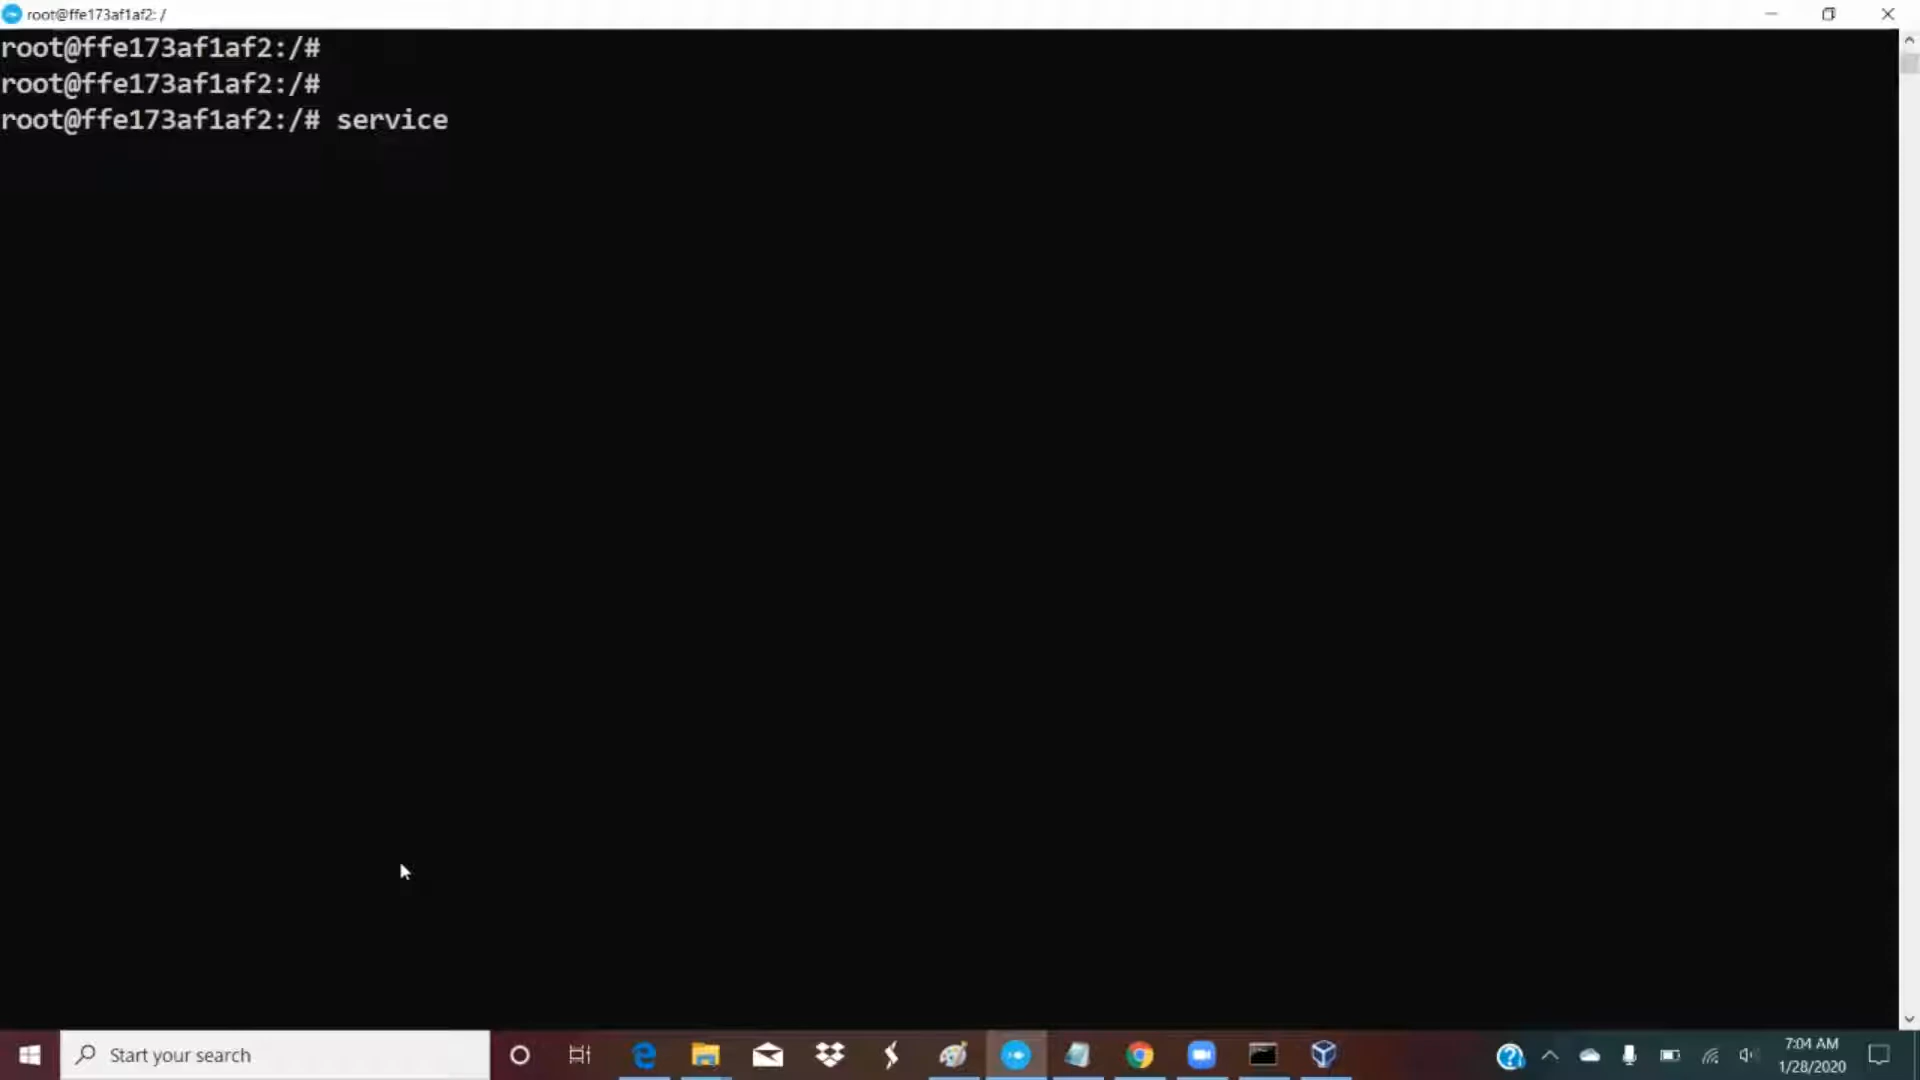 root@ffe173af1af2: /
root@ffe173af1af2:/#
root@ffe173af1af2:/#
root@ffe173af1af2:/# service
Start your search
7:04 AM
1/28/2020